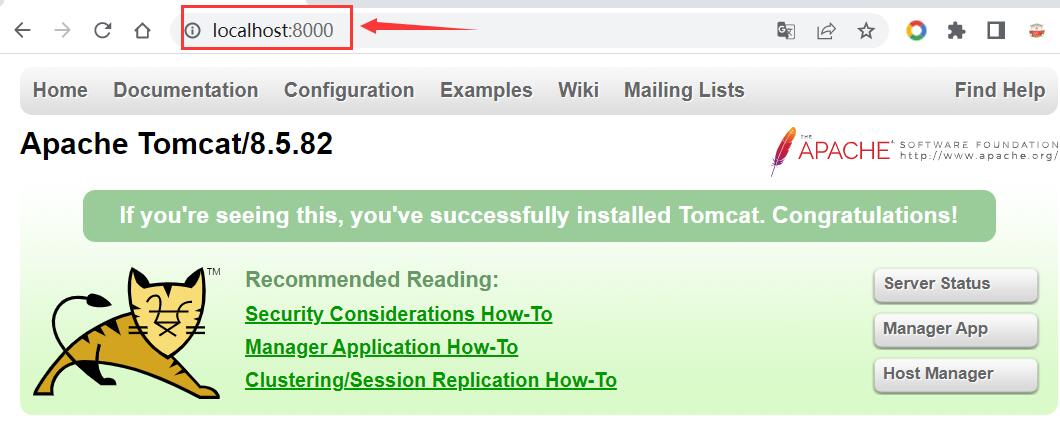 localhost:8000
Home Documentation Configuration Examples Wiki Mailing Lists Find Help
Apache Tomcat/8.5.82
THE
APACHE® SOFTWARE FOUNDATION
http://www.apache.org/
If you're seeing this, you've successfully installed Tomcat. Congratulations!
TM
Recommended Reading:
Security Considerations How-To
Manager Application How-To
Clustering/Session Replication How-To
Server Status
Manager App
Host Manager